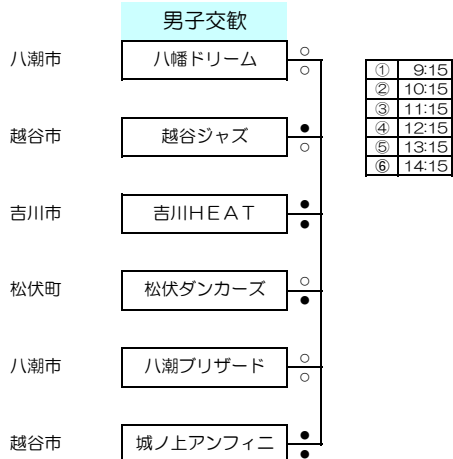 男子交歓
八潮市 八幡ドリーム ○
○
① 9:15
② 10:15
③ 11:15
④ 12:15
⑤ 13:15
⑥ 14:15
越谷市 越谷ジャズ ●
○
吉川市 吉川HEAT ●
●
松伏町 松伏ダンカーズ ○
●
八潮市 八潮ブリザード ○
○
越谷市 城ノ上アンフィニ ●
●